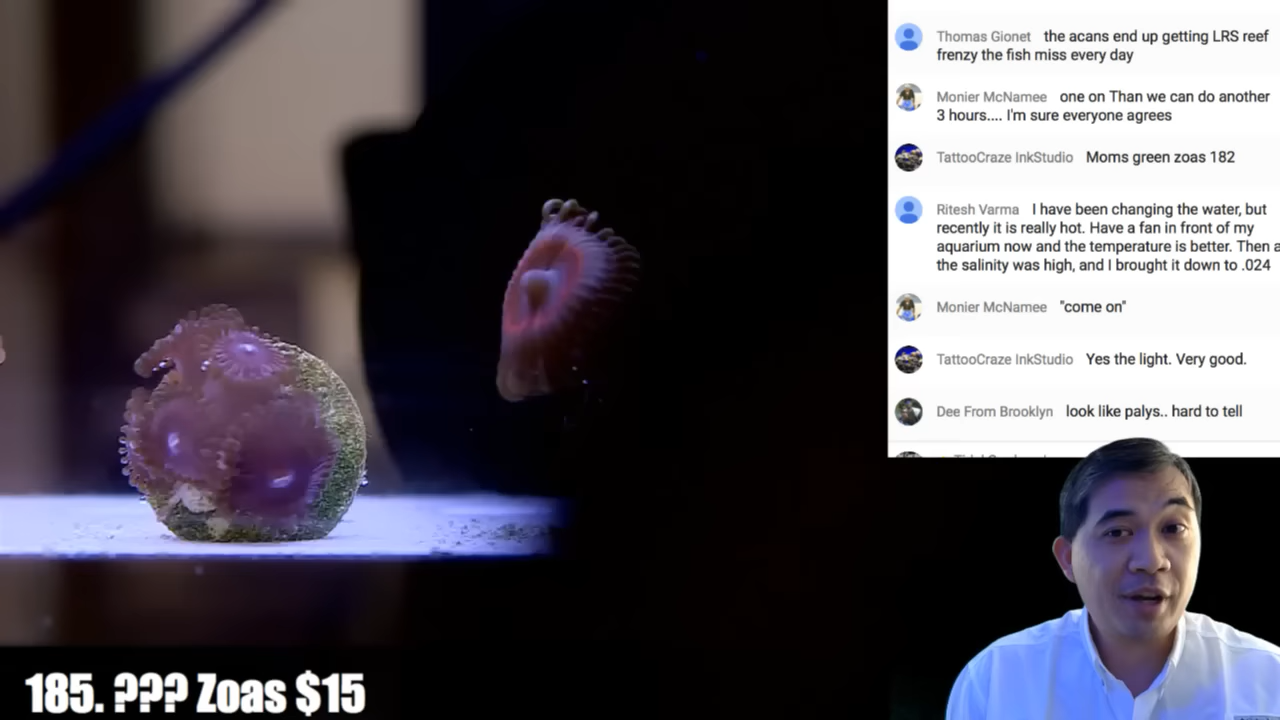 Thomas Gionet the acans end up getting LRS reef
frenzy the fish miss every day
Monier McNamee one on Than we can do another
3 hours.... I'm sure everyone agrees
TattooCraze InkStudio Moms green zoas 182
Ritesh Varma I have been changing the water, but
recently it is really hot. Have a fan in front of my
aquarium now and the temperature is better. Then a
the salinity was high, and I brought it down to .024
Monier McNamee "come on"
TattooCraze InkStudio Yes the light. Very good.
Dee From Brooklyn look like palys.. hard to tell
185. ??? Zoas $15